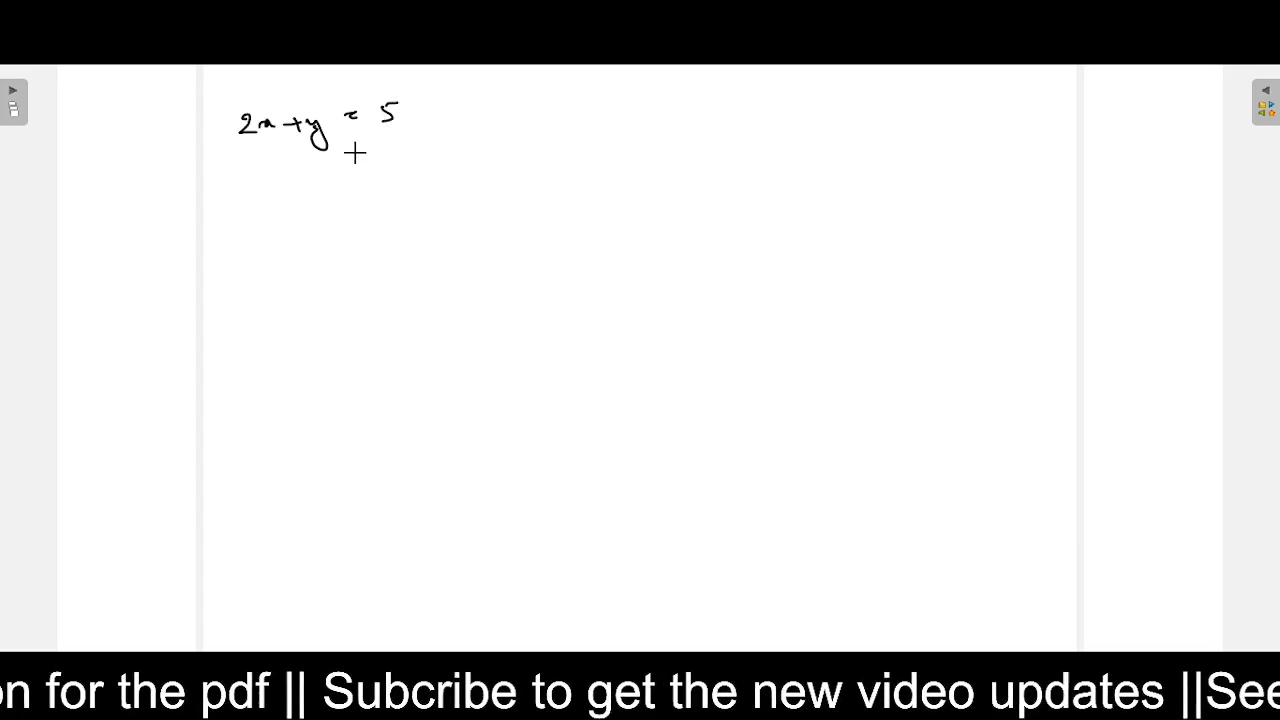 2x+y = 5
on for the pdf || Subcribe to get the new video updates ||See